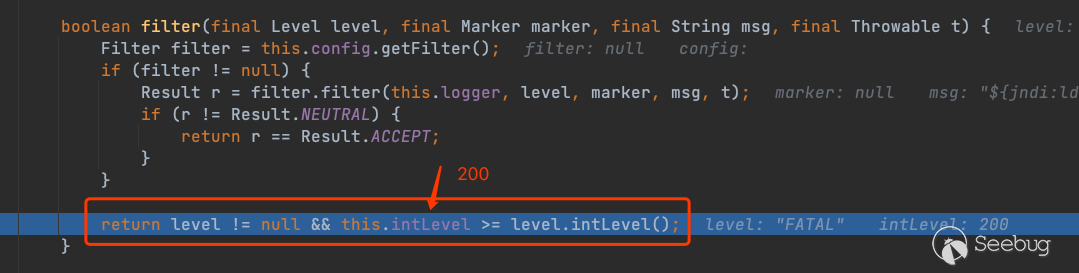 boolean filter(final Level level, final Marker marker, final String msg, final Throwable t) { level:
Filter filter = this.config.getFilter(); filter: null config:
if (filter != null) {
Result r = filter.filter(this.logger, level, marker, msg, t); marker: null msg: "${jndi:ld
if (r != Result.NEUTRAL) {
return r == Result.ACCEPT;
}
}
200
return level != null && this.intLevel >= level.intLevel(); level: "FATAL" intLevel: 200
}
Seebug